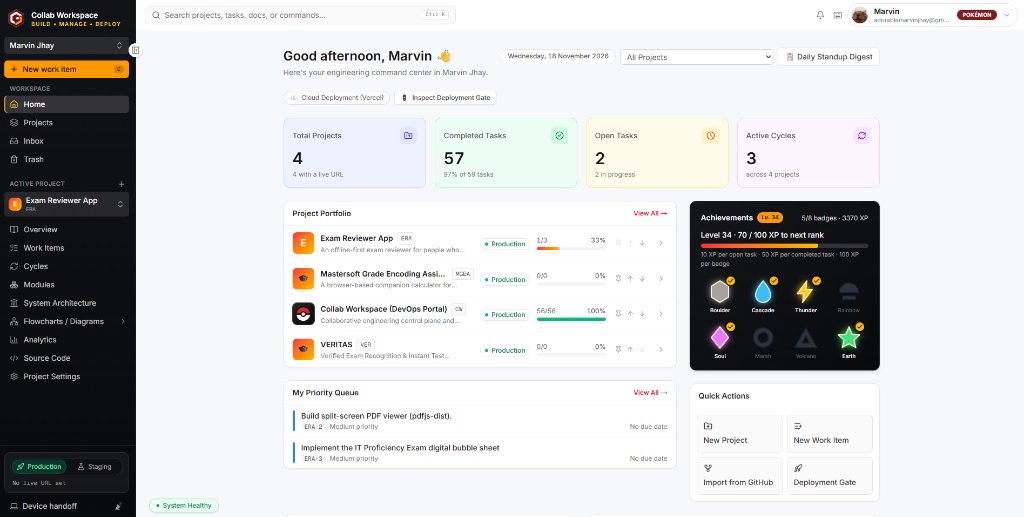 Collab Workspace
BUILD • MANAGE • DEPLOY
Marvin Jhay
+ New work item C
WORKSPACE
Home
Projects
Inbox
Trash
ACTIVE PROJECT +
E Exam Reviewer App
ERA
Overview
Work Items
Cycles
Modules
System Architecture
Flowcharts / Diagrams
Analytics
Source Code
Project Settings
Production Staging
No live URL set
Device handoff
Search projects, tasks, docs, or commands... Ctrl K
Marvin
adorablemarvinjhay@gm...
POKÉMON
Good afternoon, Marvin
Here's your engineering command center in Marvin Jhay.
Wednesday, 18 November 2026
All Projects
Daily Standup Digest
Cloud Deployment (Vercel)
Inspect Deployment Gate
Total Projects
4
4 with a live URL
Completed Tasks
57
97% of 59 tasks
Open Tasks
2
2 in progress
Active Cycles
3
across 4 projects
Project Portfolio View All →
E Exam Reviewer App ERA
An offline-first exam reviewer for people who...
Production
1/3 33%
Mastersoft Grade Encoding Assi... MGEA
A browser-based companion calculator for...
Production
0/0 0%
Collab Workspace (DevOps Portal) CW
Collaborative engineering control plane and...
Production
56/56 100%
VERITAS VER
Verified Exam Recognition & Instant Test...
Production
0/0 0%
Achievements Lv. 34 5/8 badges · 3370 XP
Level 34 · 70 / 100 XP to next rank
10 XP per open task · 50 XP per completed task · 100 XP
per badge
Boulder Cascade Thunder Rainbow
Soul Marsh Volcano Earth
My Priority Queue View All →
Build split-screen PDF viewer (pdfjs-dist).
ERA-2 Medium priority No due date
Implement the IT Proficiency Exam digital bubble sheet
ERA-3 Medium priority No due date
Quick Actions
New Project
New Work Item
Import from GitHub
Deployment Gate
System Healthy